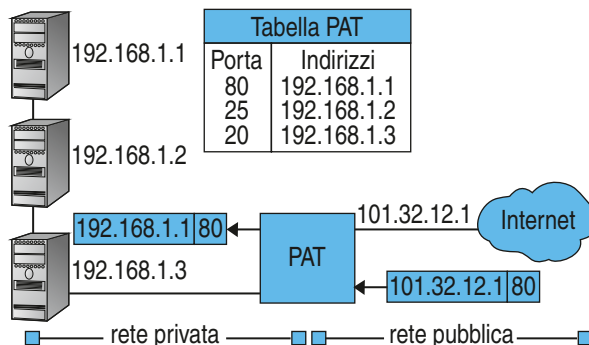 192.168.1.1
Tabella PAT
Porta Indirizzi
80 192.168.1.1
25 192.168.1.2
20 192.168.1.3
192.168.1.2
192.168.1.1 80
101.32.12.1
Internet
PAT
192.168.1.3
101.32.12.1 80
rete privata
rete pubblica